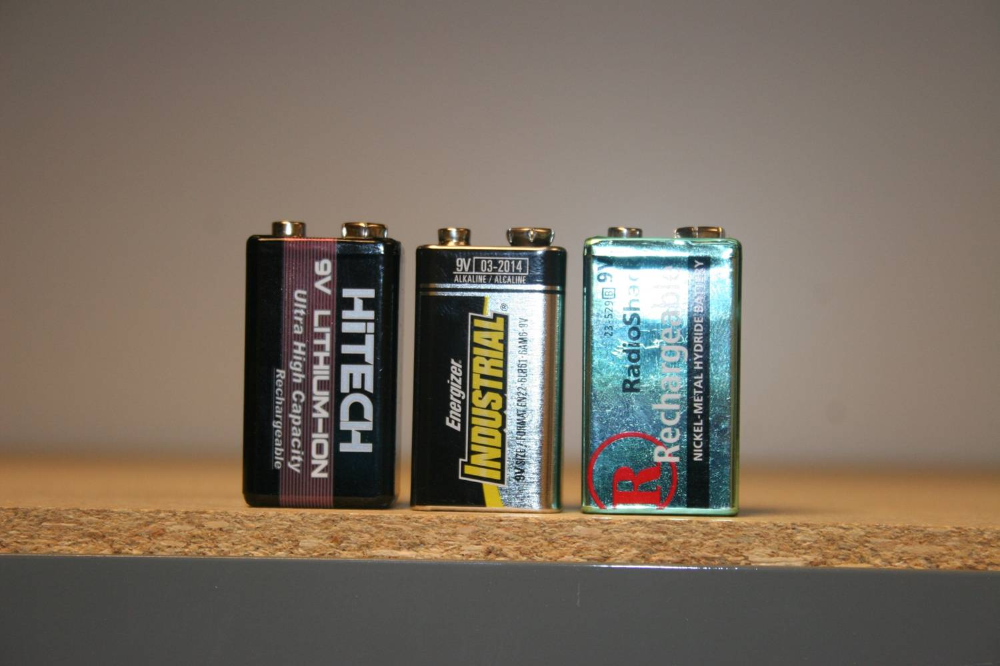 HiTECH
9V LITHIUM-ION
Ultra High Capacity
Rechargeable
9V 03-2014
ALKALINE / ALCALINE
Energizer.
INDUSTRIAL®
9V SIZE / FORMAT EN22·6LR61·6AM6·9V
23-529 B 9V
RadioShack
R Rechargeable
NICKEL-METAL HYDRIDE BATTERY